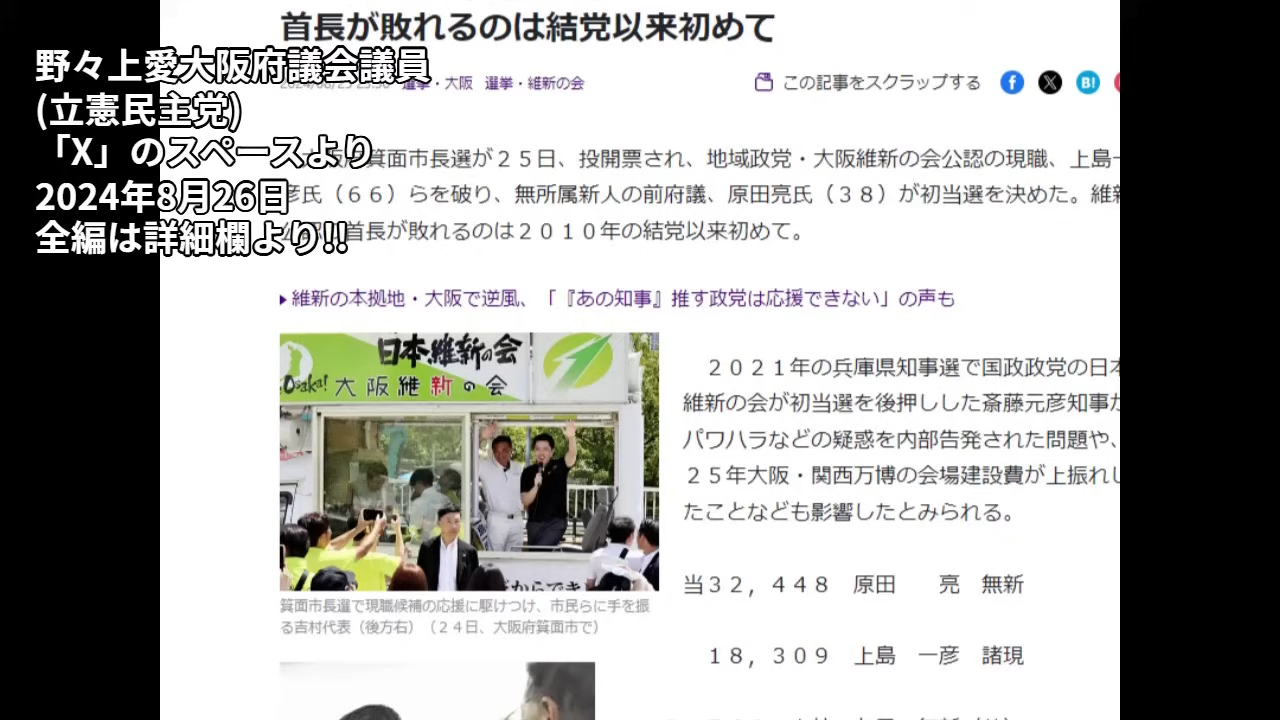 首長が敗れるのは結党以来初めて
野々上愛大阪府議会議員
(立憲民主党)
「X」のスペースより
2024年8月26日
全編は詳細欄より!!
選挙・大阪 選挙・維新の会
この記事をスクラップする
f X B!
箕面市長選が２５日、投開票され、地域政党・大阪維新の会公認の現職、上島一
彦氏（６６）らを破り、無所属新人の前府議、原田亮氏（３８）が初当選を決めた。維新
首長が敗れるのは２０１０年の結党以来初めて。
維新の本拠地・大阪で逆風、「『あの知事』推す政党は応援できない」の声も
日本維新の会
Osaka! 大阪維新の会
２０２１年の兵庫県知事選で国政政党の日本
維新の会が初当選を後押しした斎藤元彦知事が
パワハラなどの疑惑を内部告発された問題や、
２５年大阪・関西万博の会場建設費が上振れし
たことなども影響したとみられる。
箕面市長選で現職候補の応援に駆けつけ、市民らに手を振
る吉村代表（後方右）（２４日、大阪府箕面市で）
当３２，４４８ 原田 亮 無新
１８，３０９ 上島 一彦 諸現